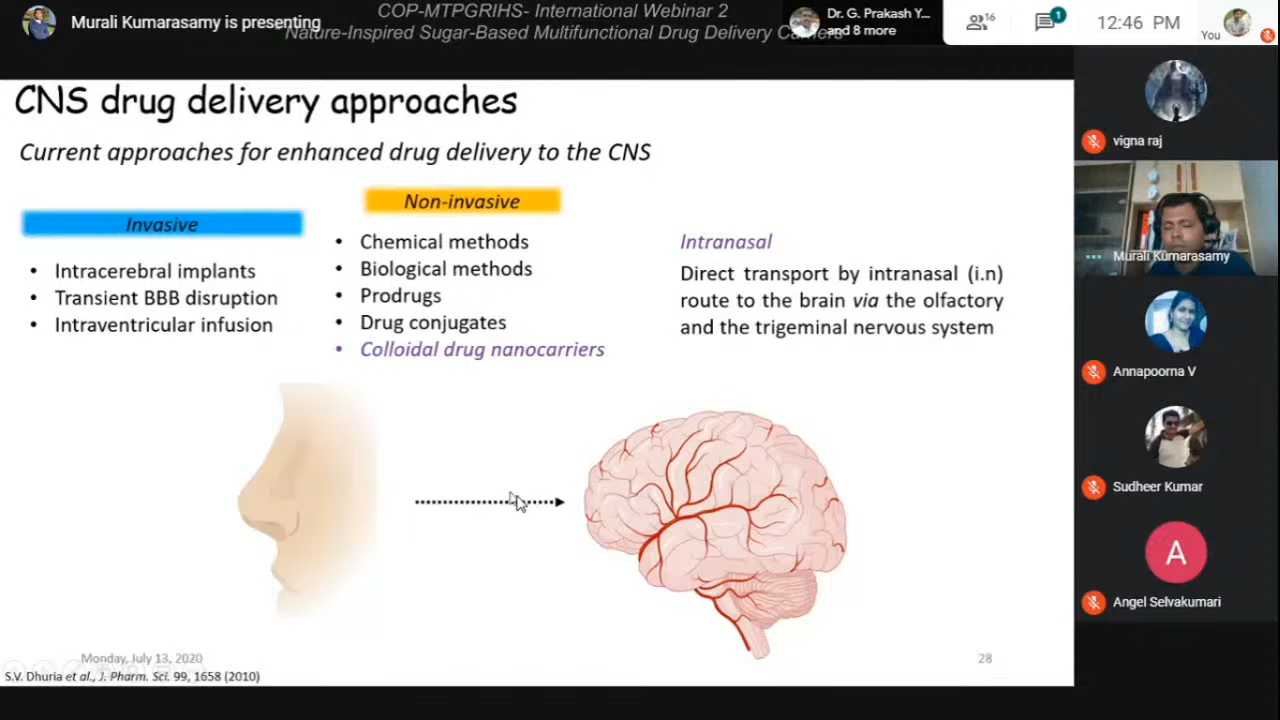 COP-MTPGRIHS- International Webinar 2
Nature-Inspired Sugar-Based Multifunctional Drug Delivery Carriers
Murali Kumarasamy is presenting
Dr. G. Prakash Y...
and 8 more
16
1
12:46 PM
You
CNS drug delivery approaches
Current approaches for enhanced drug delivery to the CNS
Invasive
• Intracerebral implants
• Transient BBB disruption
• Intraventricular infusion
Non-invasive
• Chemical methods
• Biological methods
• Prodrugs
• Drug conjugates
• Colloidal drug nanocarriers
Intranasal
Direct transport by intranasal (i.n)
route to the brain via the olfactory
and the trigeminal nervous system
Monday, July 13, 2020
28
S.V. Dhuria et al., J. Pharm. Sci. 99, 1658 (2010)
vigna raj
Murali Kumarasamy
Annapoorna V
Sudheer Kumar
A
Angel Selvakumari